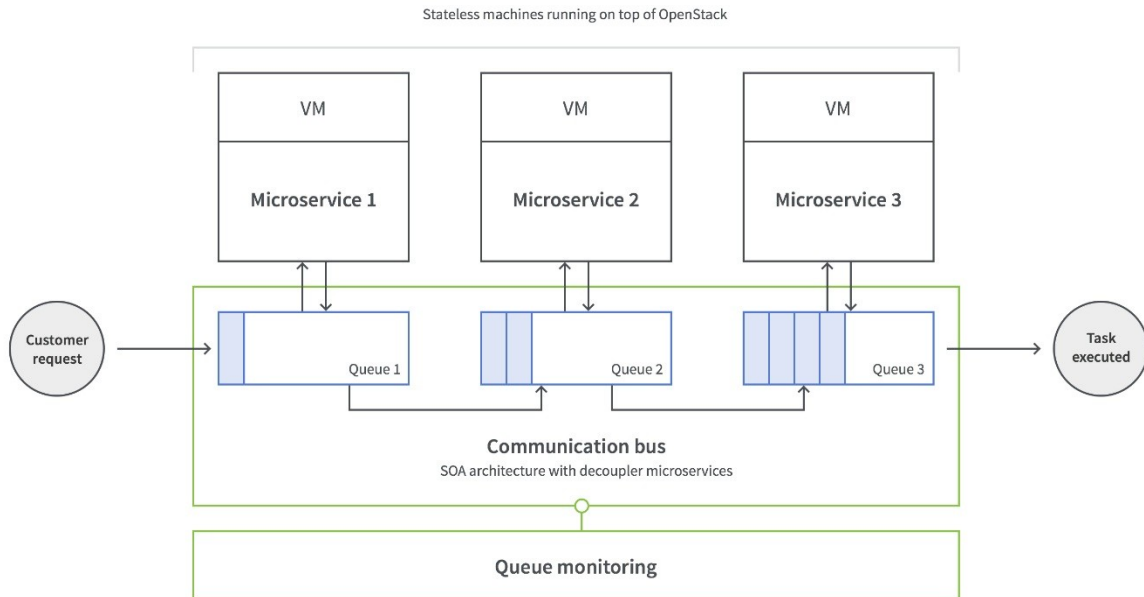 Stateless machines running on top of OpenStack
VM
VM
VM
Microservice 1
Microservice 2
Microservice 3
Customer
request
Queue 1
Queue 2
Queue 3
Task
executed
Communication bus
SOA architecture with decoupler microservices
Queue monitoring